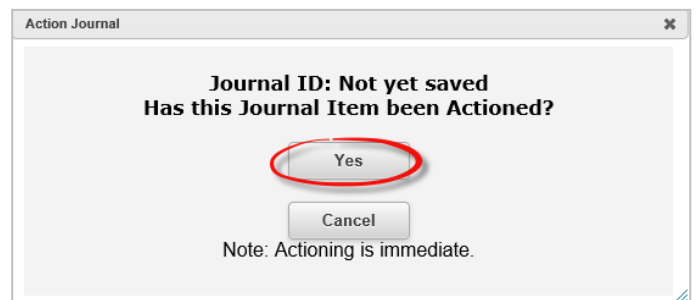 Action Journal
Journal ID: Not yet saved
Has this Journal Item been Actioned?
Yes
Cancel
Note: Actioning is immediate.